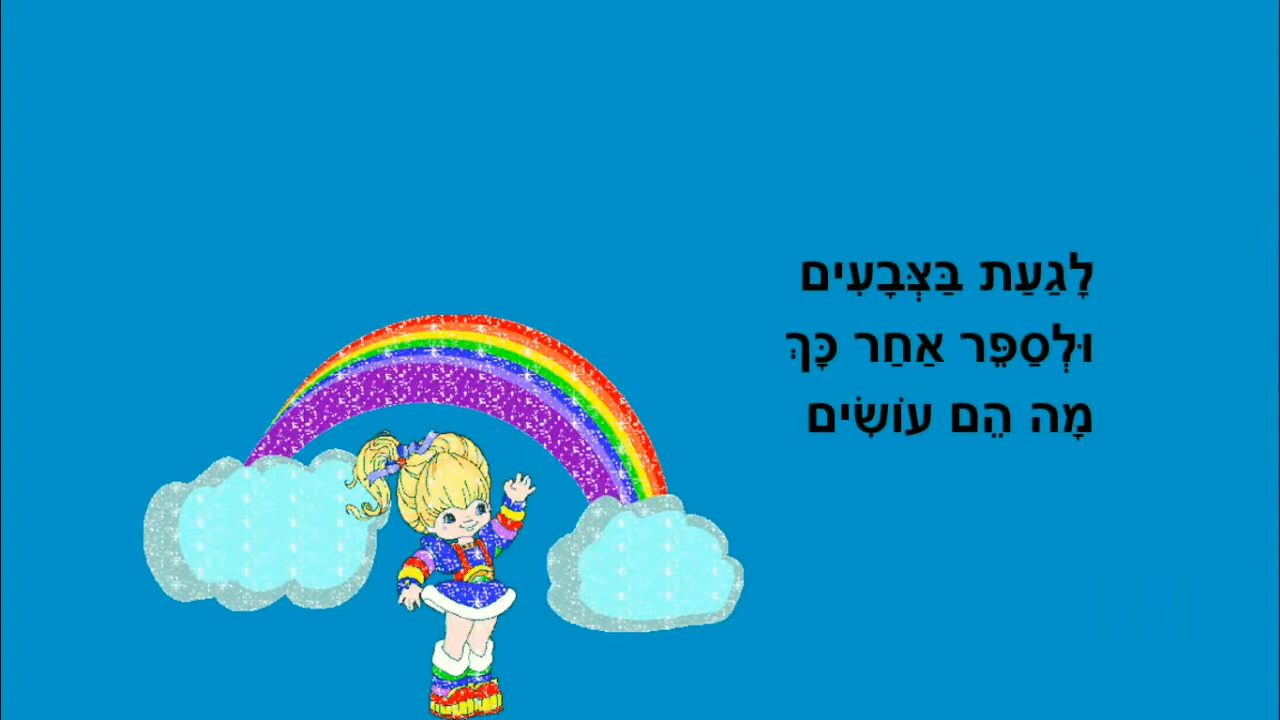 לָגַעַת בַּצְּבָעִים
וּלְסַפֵּר אַחַר כָּךְ
מָה הֵם עוֹשִׂים